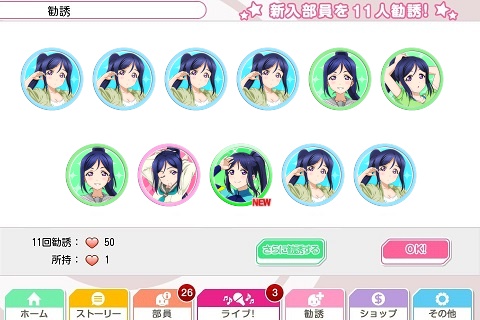 勧誘
新入部員を11人勧誘!
NEW
11回勧誘: 50
所持: 1
さらに勧誘する
OK!
26
3
ホーム
ストーリー
部員
ライブ!
勧誘
ショップ
その他